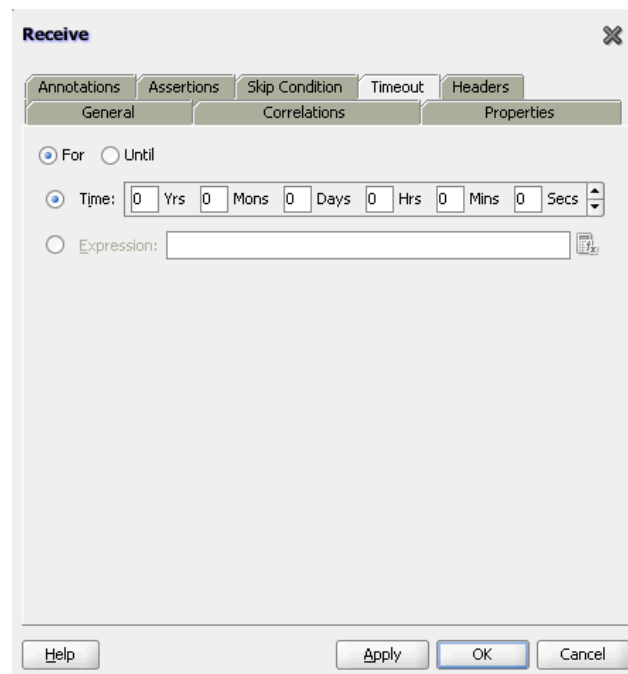 Receive
Annotations Assertions Skip Condition Timeout Headers
General Correlations Properties
For Until
Time: 0 Yrs 0 Mons 0 Days 0 Hrs 0 Mins 0 Secs
Expression:
Help Apply OK Cancel